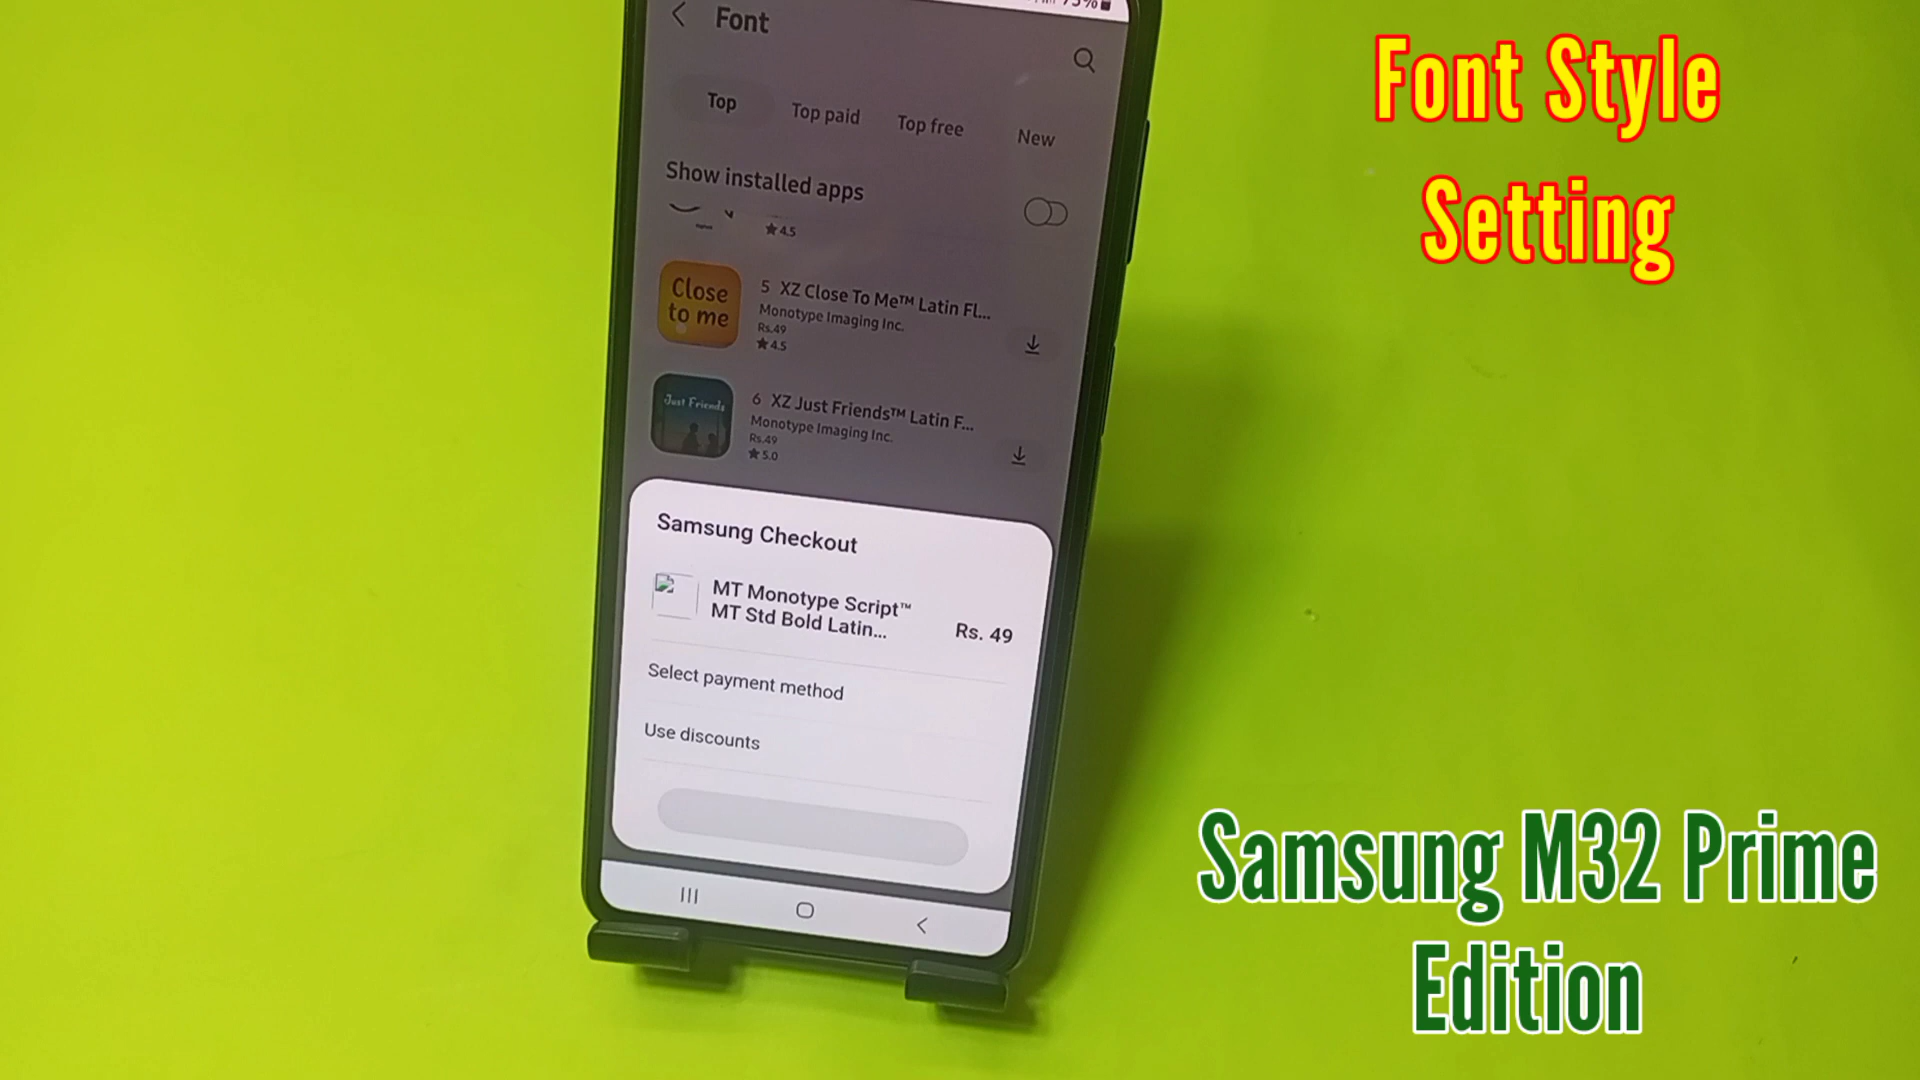 75%
Font
Top
Top paid
Top free
New
Show installed apps
4.5
Close
to me
5 XZ Close To Me™ Latin Fl...
Monotype Imaging Inc.
Rs.49
4.5
Just Friends
6 XZ Just Friends™ Latin F...
Monotype Imaging Inc.
Rs.49
5.0
Samsung Checkout
MT Monotype Script™
MT Std Bold Latin...
Rs. 49
Select payment method
Use discounts
Font Style
Setting
Samsung M32 Prime
Edition